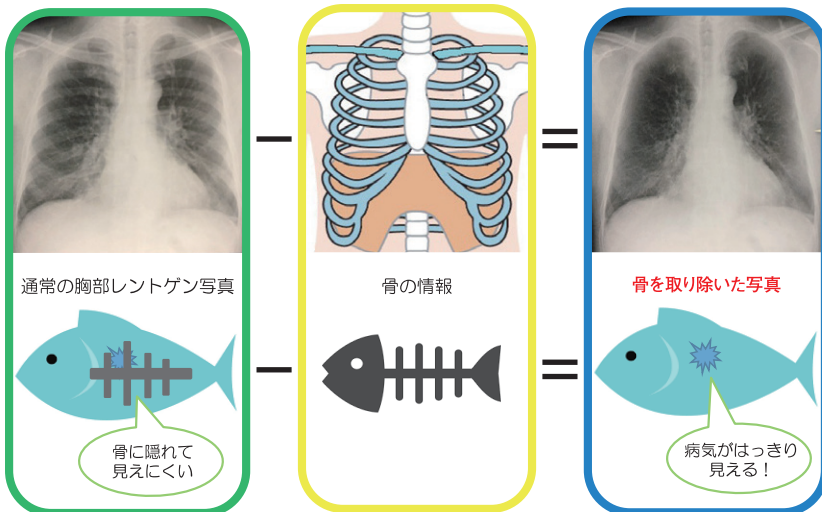 通常の胸部レントゲン写真
骨の情報
骨を取り除いた写真
骨に隠れて
見えにくい
病気がはっきり
見える！